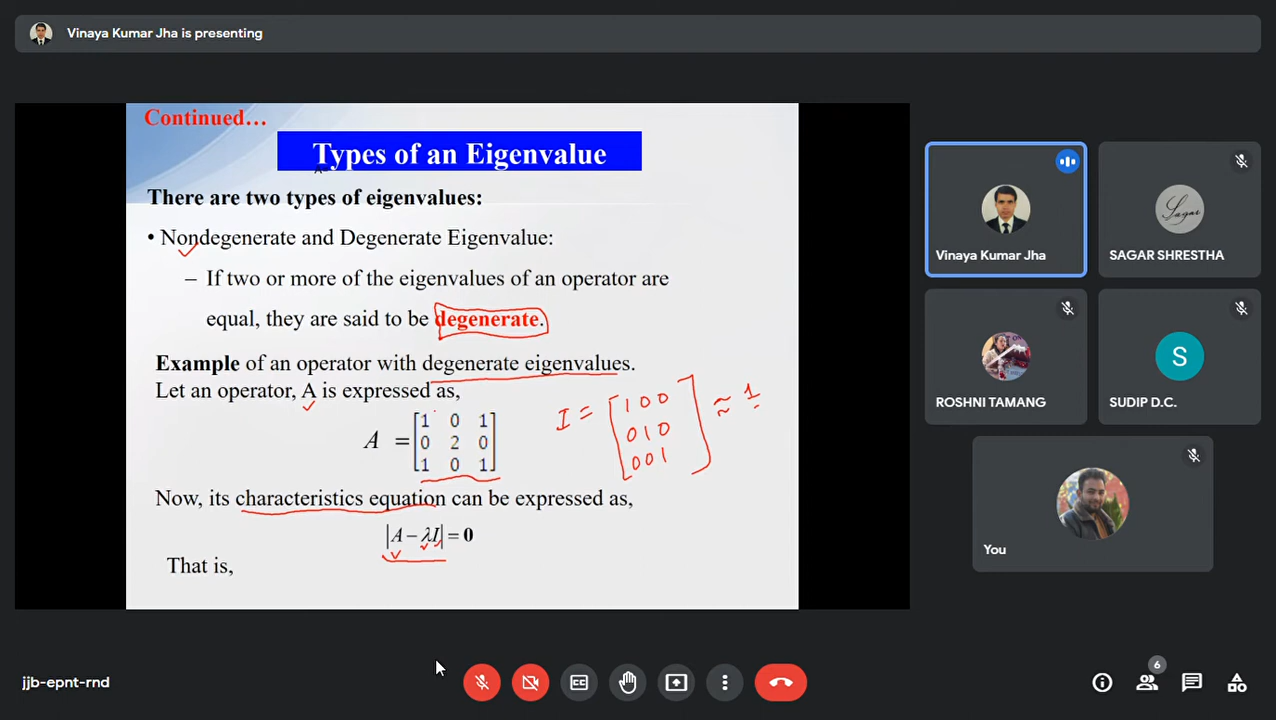 Vinaya Kumar Jha is presenting
Continued…
Types of an Eigenvalue
There are two types of eigenvalues:
• Nondegenerate and Degenerate Eigenvalue:
– If two or more of the eigenvalues of an operator are
equal, they are said to be degenerate.
Example of an operator with degenerate eigenvalues.
Let an operator, A is expressed as,
A = [1 0 1
0 2 0
1 0 1]
I = [1 0 0
0 1 0
0 0 1] ≈ 1
Now, its characteristics equation can be expressed as,
|A − λI| = 0
That is,
Vinaya Kumar Jha
Sagar
SAGAR SHRESTHA
ROSHNI TAMANG
S
SUDIP D.C.
You
jjb-epnt-rnd
CC
6